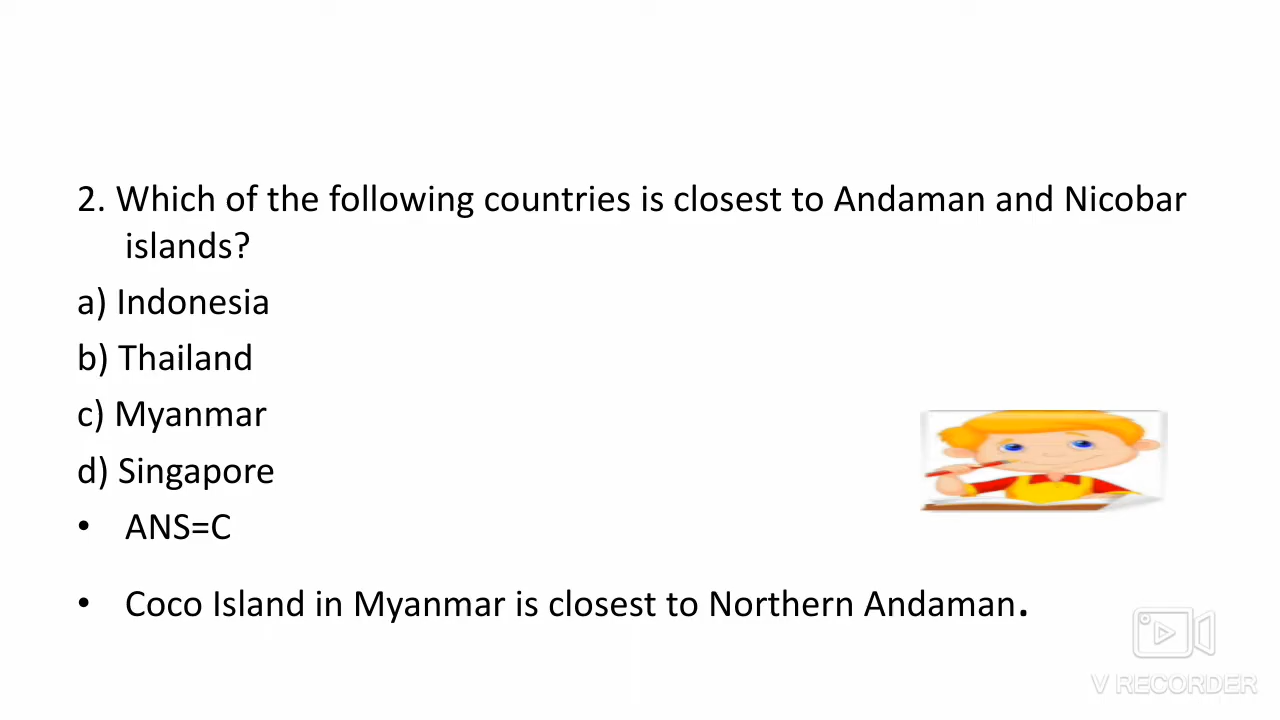 2. Which of the following countries is closest to Andaman and Nicobar
islands?
a) Indonesia
b) Thailand
c) Myanmar
d) Singapore
• ANS=C
• Coco Island in Myanmar is closest to Northern Andaman.
V RECORDER